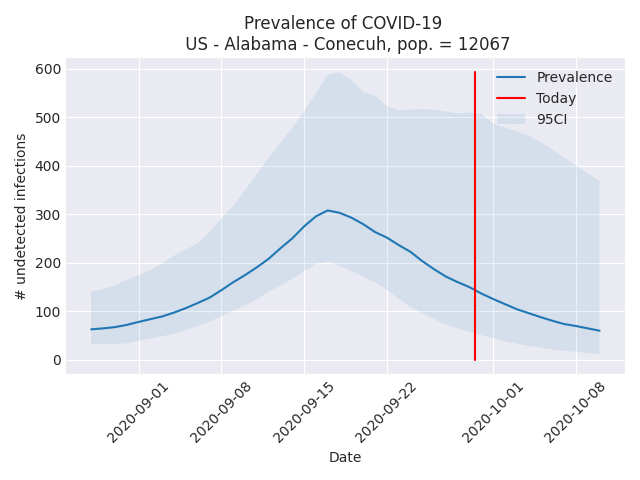 Prevalence of COVID-19
US - Alabama - Conecuh, pop. = 12067
Prevalence
Today
95CI
# undetected infections
600
500
400
300
200
100
0
2020-09-01
2020-09-08
2020-09-15
2020-09-22
2020-10-01
2020-10-08
Date